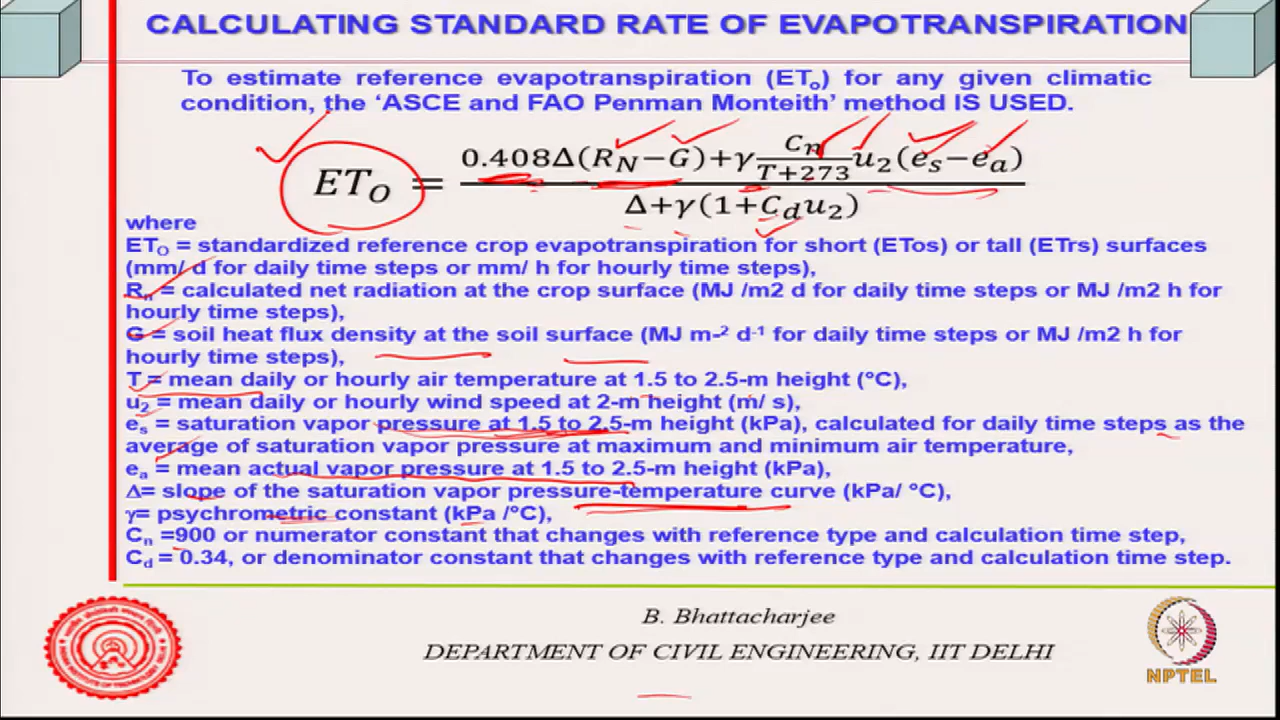 CALCULATING STANDARD RATE OF EVAPOTRANSPIRATION
To estimate reference evapotranspiration (ETo) for any given climatic
condition, the ‘ASCE and FAO Penman Monteith’ method IS USED.
ET_O = (0.408Δ(R_N−G)+γ C_n/(T+273) u_2(e_s−e_a)) / (Δ+γ(1+C_d u_2))
where
ETO = standardized reference crop evapotranspiration for short (ETos) or tall (ETrs) surfaces
(mm/ d for daily time steps or mm/ h for hourly time steps),
Rn = calculated net radiation at the crop surface (MJ /m2 d for daily time steps or MJ /m2 h for
hourly time steps),
G = soil heat flux density at the soil surface (MJ m-² d⁻¹ for daily time steps or MJ /m2 h for
hourly time steps),
T = mean daily or hourly air temperature at 1.5 to 2.5-m height (°C),
u2 = mean daily or hourly wind speed at 2-m height (m/ s),
es = saturation vapor pressure at 1.5 to 2.5-m height (kPa), calculated for daily time steps as the
average of saturation vapor pressure at maximum and minimum air temperature,
ea = mean actual vapor pressure at 1.5 to 2.5-m height (kPa),
Δ= slope of the saturation vapor pressure-temperature curve (kPa/ °C),
γ= psychrometric constant (kPa /°C),
Cn =900 or numerator constant that changes with reference type and calculation time step,
Cd = 0.34, or denominator constant that changes with reference type and calculation time step.
B. Bhattacharjee
DEPARTMENT OF CIVIL ENGINEERING, IIT DELHI
NPTEL